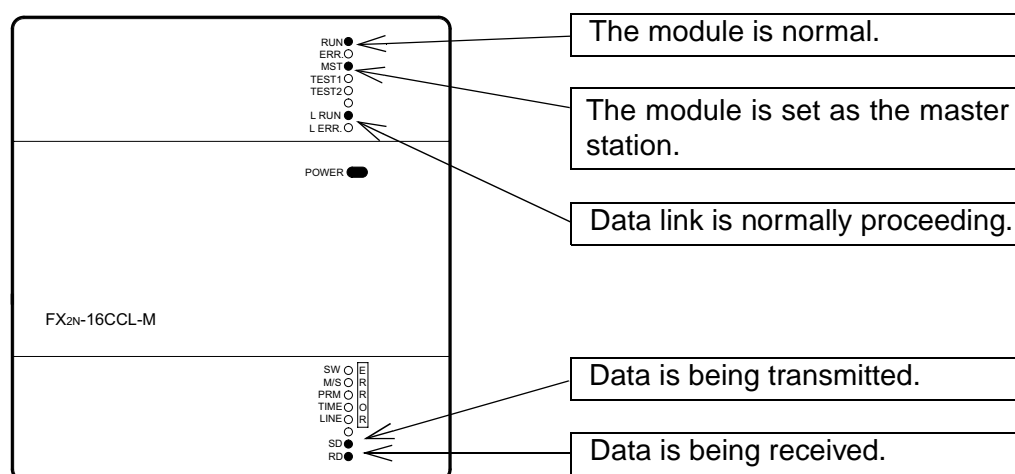 RUN
ERR.
MST
TEST1
TEST2
L RUN
L ERR.
POWER
FX2N-16CCL-M
SW
M/S
PRM
TIME
LINE
ERROR
SD
RD
The module is normal.
The module is set as the master
station.
Data link is normally proceeding.
Data is being transmitted.
Data is being received.